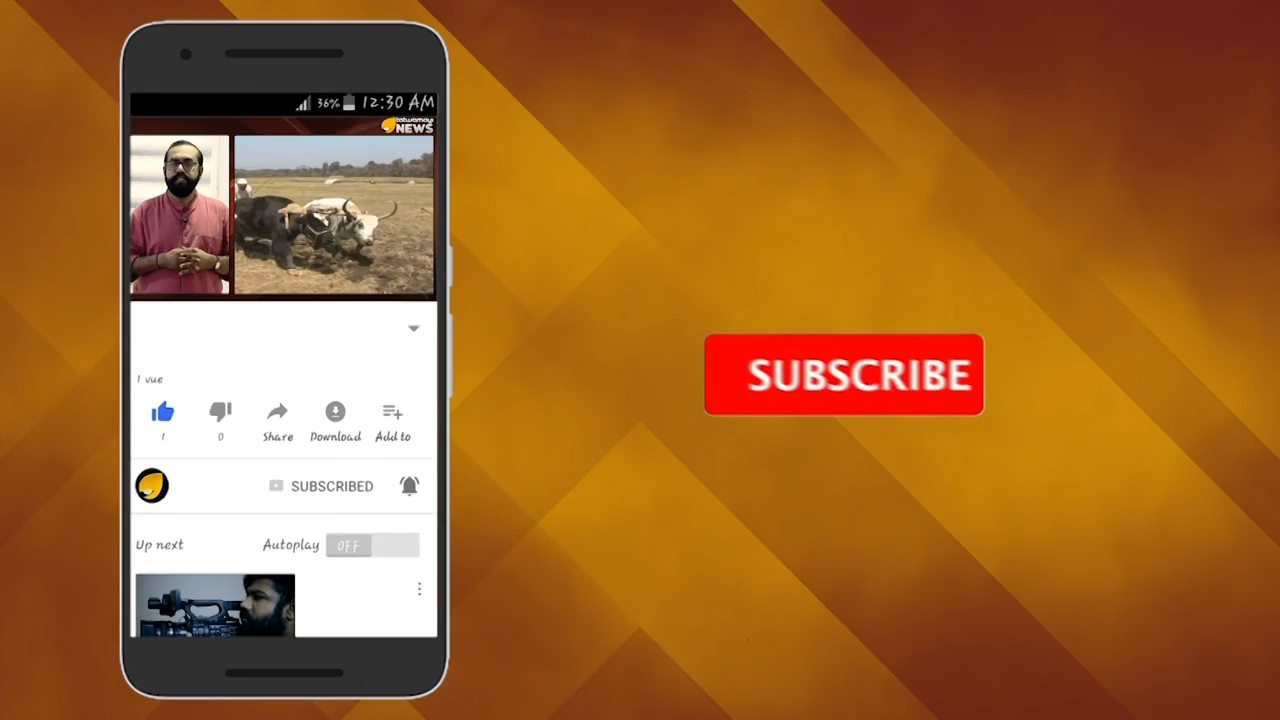 36% 12:30 AM
tatwamayi
NEWS
1 vue
1
0
Share
Download
Add to
SUBSCRIBED
Up next
Autoplay
OFF
SUBSCRIBE